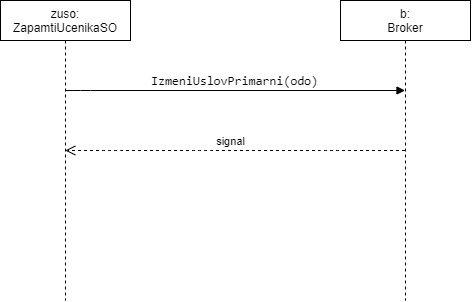 zuso:
ZapamtiUcenikaSO
b:
Broker
IzmeniUslovPrimarni(odo)
signal